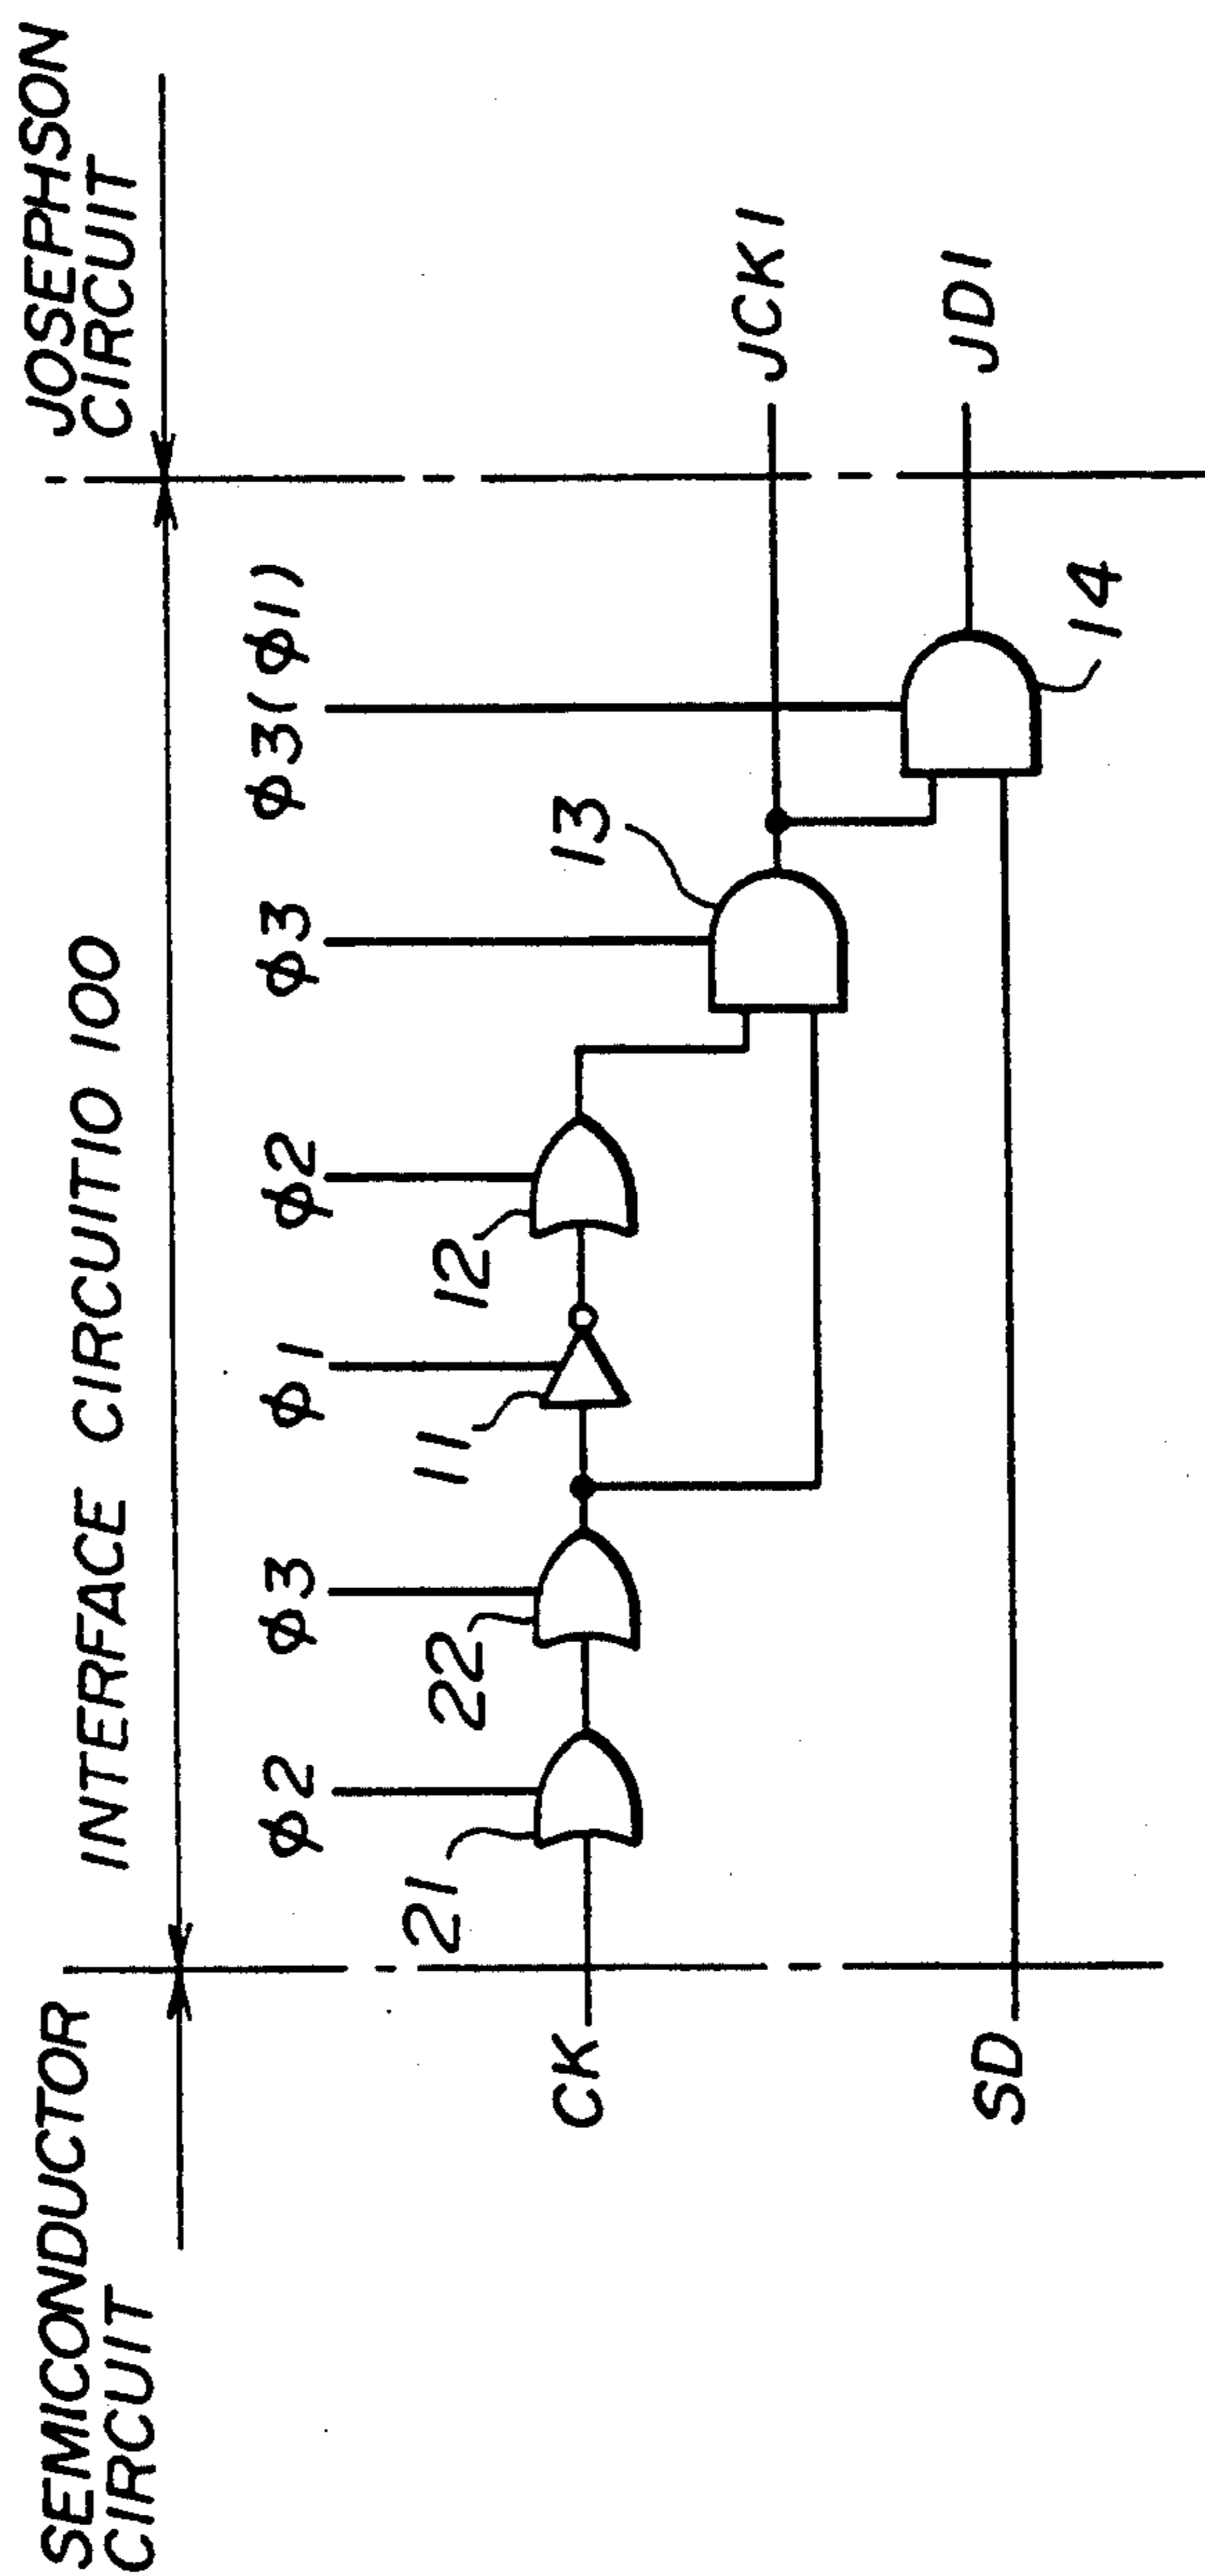 SEMICONDUCTOR
CIRCUIT
INTERFACE CIRCUITIO 100
JOSEPHSON
CIRCUIT
φ2
φ3
φ1
φ2
φ3
φ3(φ1)
21
22
11
12
13
14
CK
SD
JCK1
JD1